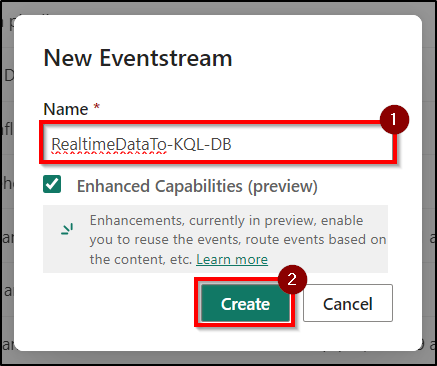 New Eventstream
Name *
1
RealtimeDataTo-KQL-DB
Enhanced Capabilities (preview)
Enhancements, currently in preview, enable
you to reuse the events, route events based on
the content, etc. Learn more
2
Create
Cancel